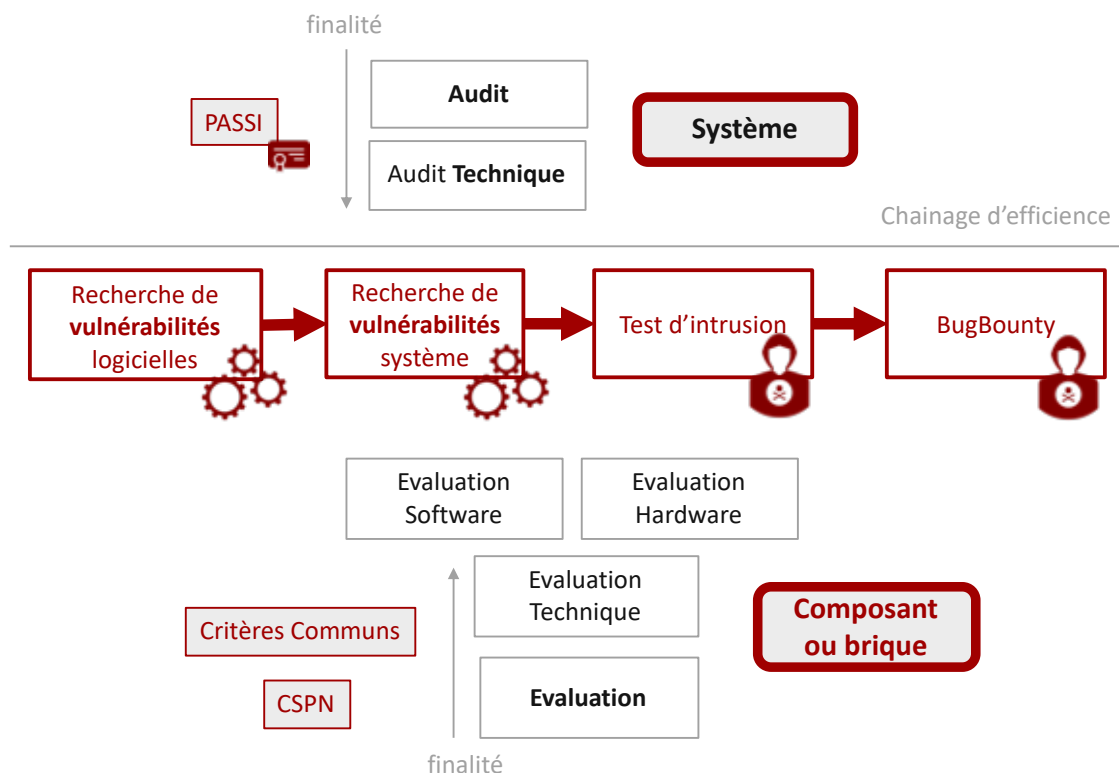 finalité
Audit
PASSI
Système
Audit Technique
Chainage d'efficience
Recherche de
vulnérabilités
logicielles
Recherche de
vulnérabilités
système
Test d'intrusion
BugBounty
Evaluation
Software
Evaluation
Hardware
Evaluation
Technique
Critères Communs
Composant
ou brique
CSPN
Evaluation
finalité